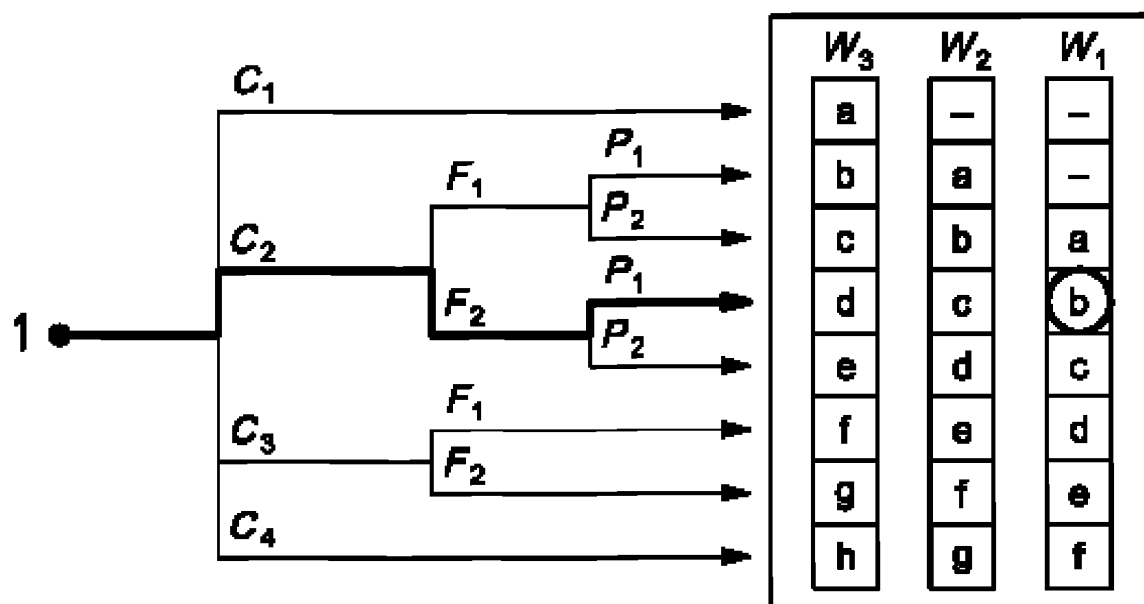 W3 W2 W1
C1 a – –
P1
F1 b a –
P2
C2 c b a
P1
F2 d c b
1 P2
e d c
F1
C3 f e d
F2
g f e
C4
h g f